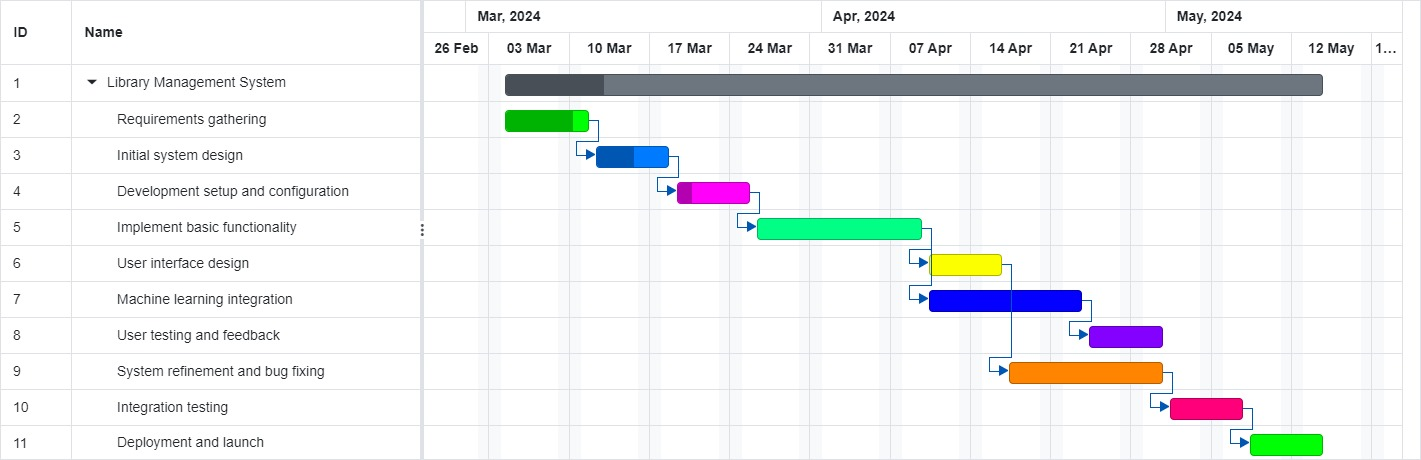 ID Name Mar, 2024 Apr, 2024 May, 2024
26 Feb 03 Mar 10 Mar 17 Mar 24 Mar 31 Mar 07 Apr 14 Apr 21 Apr 28 Apr 05 May 12 May 1...
1 Library Management System
2 Requirements gathering
3 Initial system design
4 Development setup and configuration
5 Implement basic functionality
6 User interface design
7 Machine learning integration
8 User testing and feedback
9 System refinement and bug fixing
10 Integration testing
11 Deployment and launch